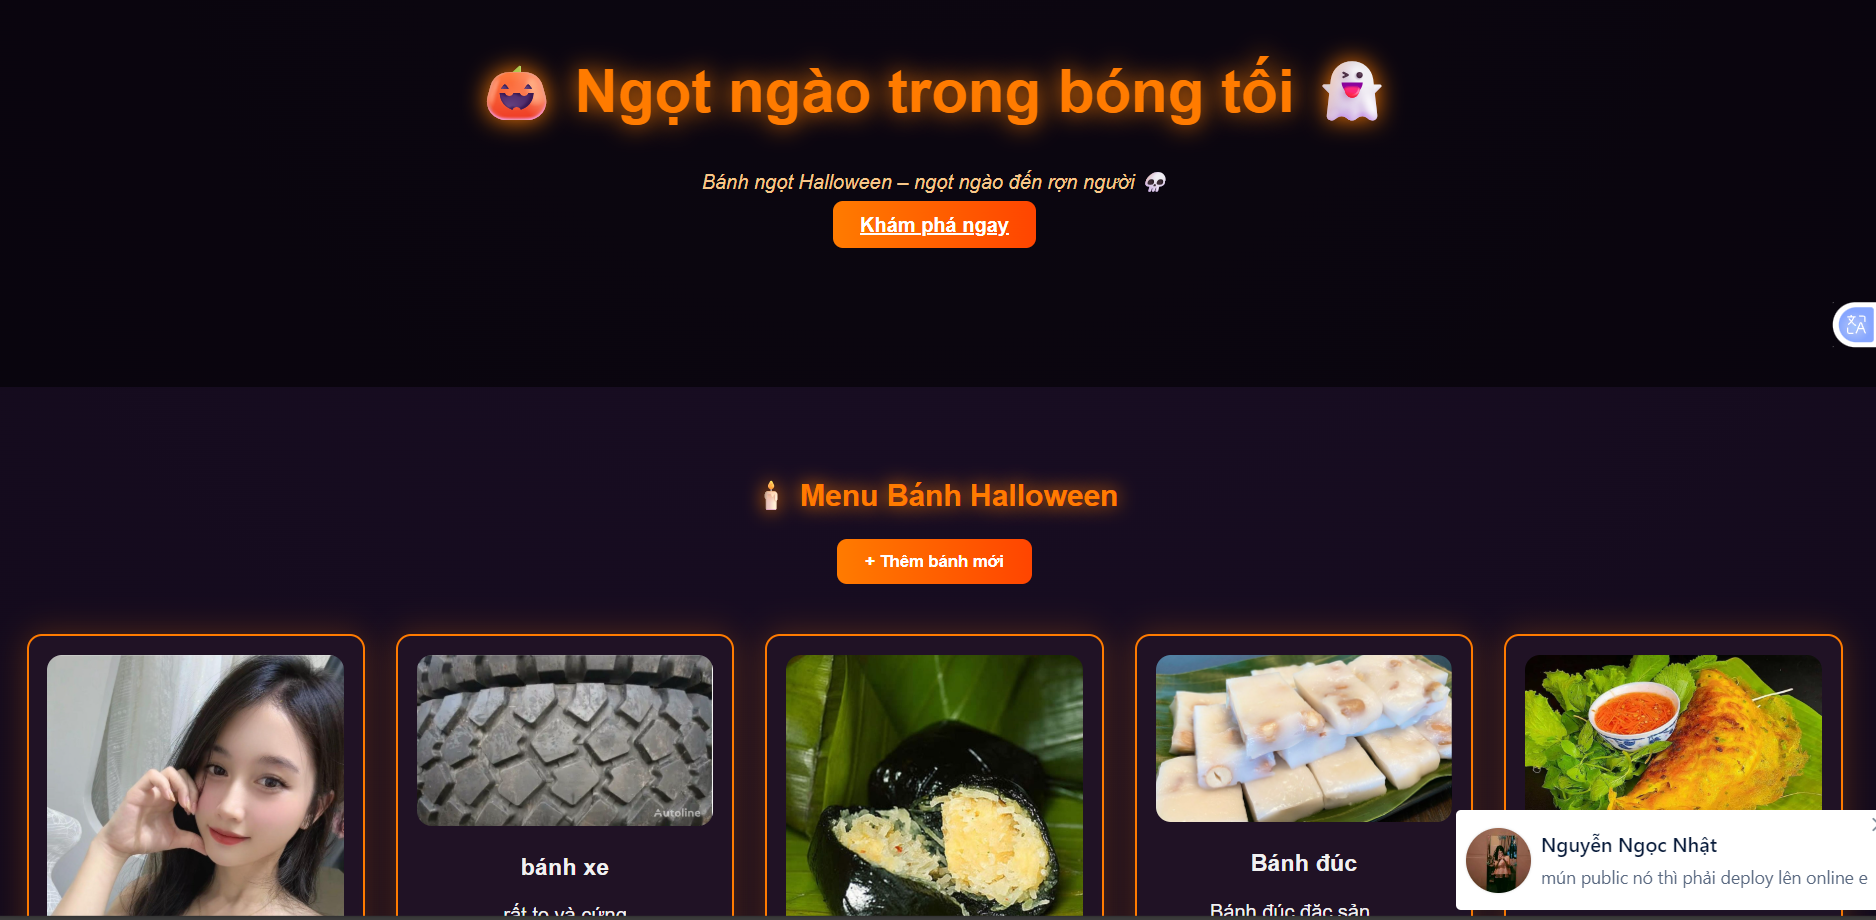 Ngọt ngào trong bóng tối
Bánh ngọt Halloween – ngọt ngào đến rợn người
Khám phá ngay
Menu Bánh Halloween
+ Thêm bánh mới
Autoline
bánh xe
rất to và cứng
Bánh đúc
Bánh đúc đặc sản
Nguyễn Ngọc Nhật
mún public nó thì phải deploy lên online e